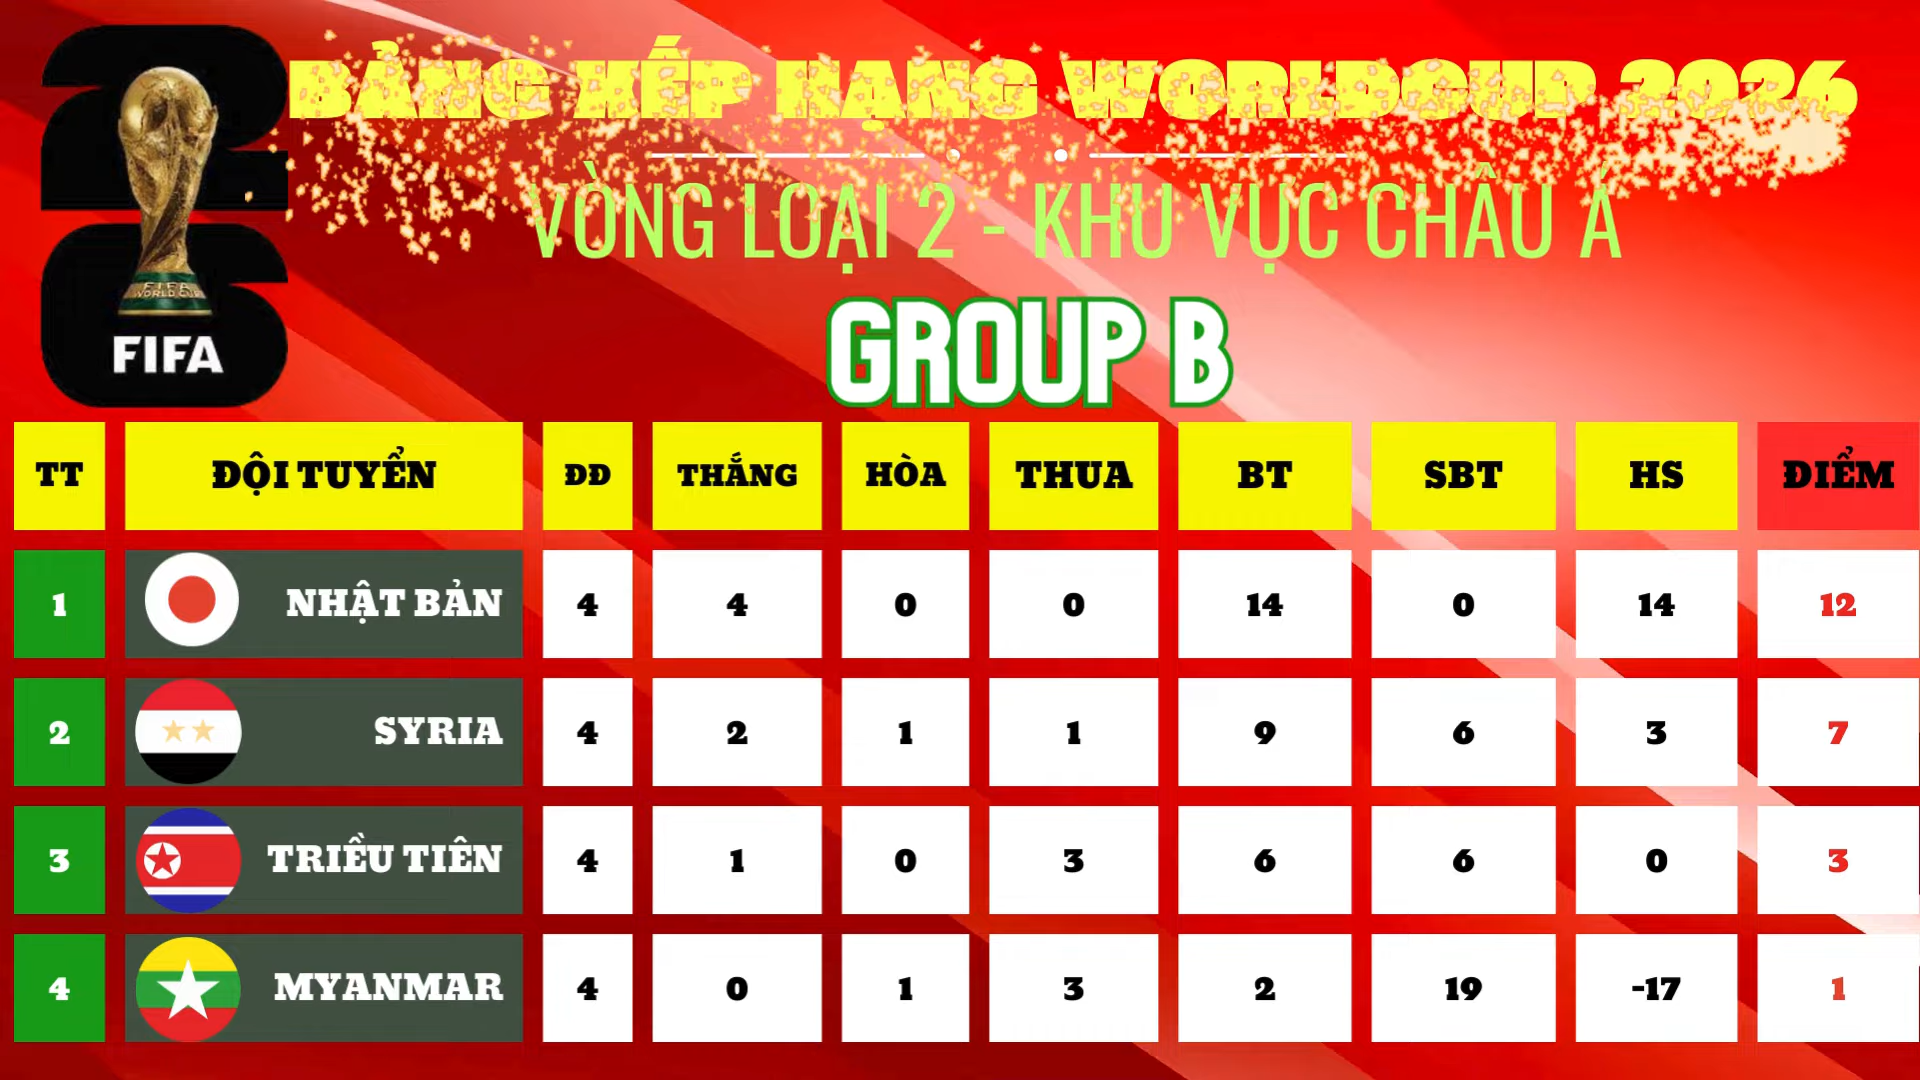 BẢNG XẾP HẠNG WORLDCUP 2026
VÒNG LOẠI 2 - KHU VỰC CHÂU Á
FIFA WORLD CUP
FIFA
GROUP B
TT ĐỘI TUYỂN ĐĐ THẮNG HÒA THUA BT SBT HS ĐIỂM
1 NHẬT BẢN 4 4 0 0 14 0 14 12
2 SYRIA 4 2 1 1 9 6 3 7
3 TRIỀU TIÊN 4 1 0 3 6 6 0 3
4 MYANMAR 4 0 1 3 2 19 -17 1